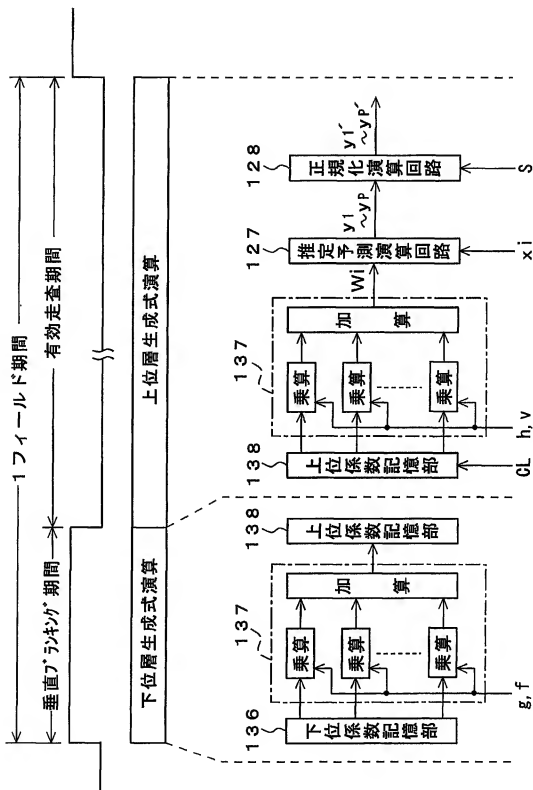 1フィールド期間
垂直ブランキング期間
有効走査期間
下位層生成式演算
上位層生成式演算
136
下位係数記憶部
137
乗算
乗算
乗算
加算
g,f
138
上位係数記憶部
138
上位係数記憶部
CL
137
乗算
乗算
乗算
加算
h,v
Wi
127
推定予測演算回路
xi
y1
~yP
128
正規化演算回路
S
y1´
~yP´